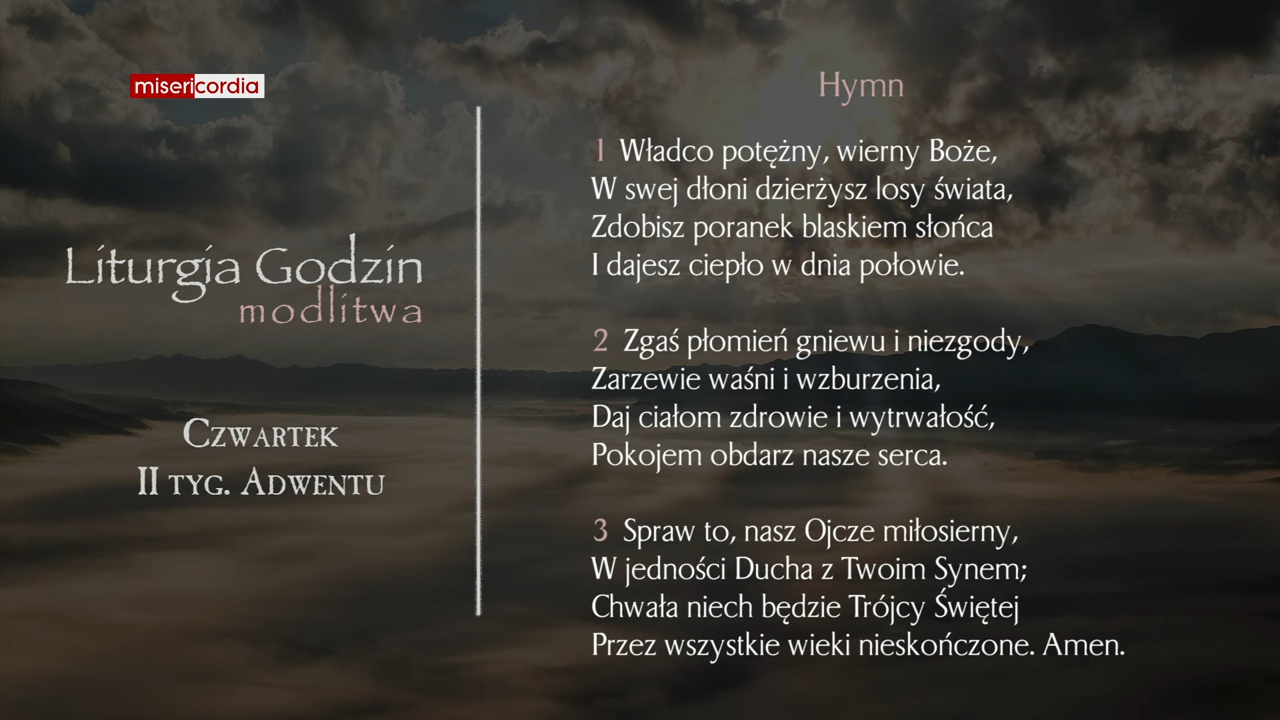 misericordia
Liturgia Godzin
modlitwa
Czwartek
II tyg. Adwentu
Hymn
1 Władco potężny, wierny Boże,
W swej dłoni dzierżysz losy świata,
Zdobisz poranek blaskiem słońca
I dajesz ciepło w dnia połowie.
2 Zgaś płomień gniewu i niezgody,
Zarzewie waśni i wzburzenia,
Daj ciałom zdrowie i wytrwałość,
Pokojem obdarz nasze serca.
3 Spraw to, nasz Ojcze miłosierny,
W jedności Ducha z Twoim Synem;
Chwała niech będzie Trójcy Świętej
Przez wszystkie wieki nieskończone. Amen.